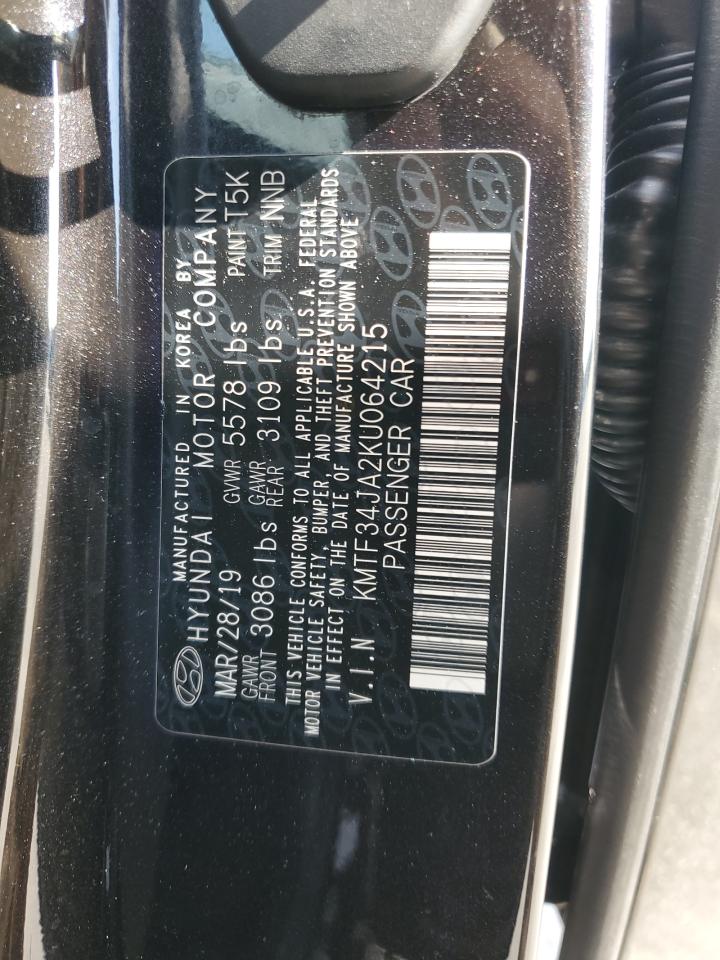 MANUFACTURED IN KOREA BY
HYUNDAI MOTOR COMPANY
MAR/28/19 GVWR 5578 lbs PAINT T5K
GAWR FRONT 3086 lbs GAWR REAR 3109 lbs TRIM NNB
THIS VEHICLE CONFORMS TO ALL APPLICABLE U.S.A. FEDERAL
MOTOR VEHICLE SAFETY, BUMPER, AND THEFT PREVENTION STANDARDS
IN EFFECT ON THE DATE OF MANUFACTURE SHOWN ABOVE
V.I.N KMTF34JA2KU064215
PASSENGER CAR